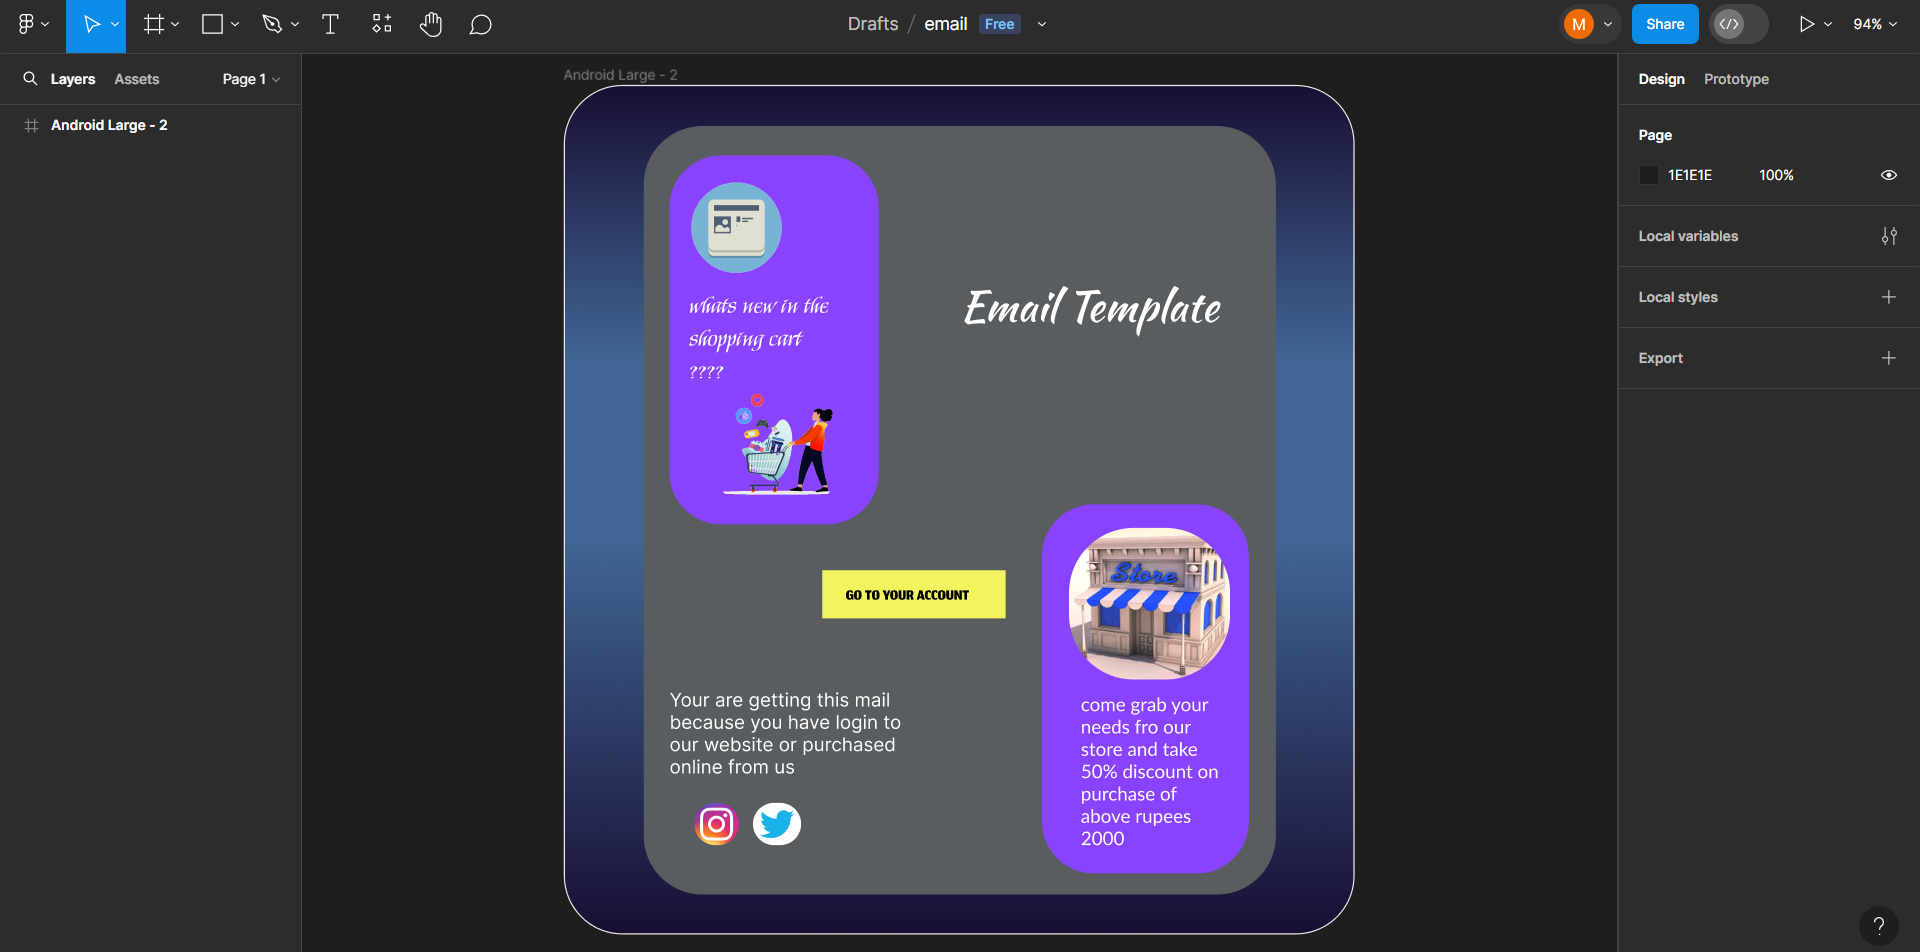 Drafts / email Free
M
Share
94%
Layers Assets Page 1
Android Large - 2
Android Large - 2
whats new in the
shopping cart
????
Email Template
Store
GO TO YOUR ACCOUNT
Your are getting this mail
because you have login to
our website or purchased
online from us
come grab your
needs fro our
store and take
50% discount on
purchase of
above rupees
2000
Design Prototype
Page
1E1E1E 100%
Local variables
Local styles
Export
?